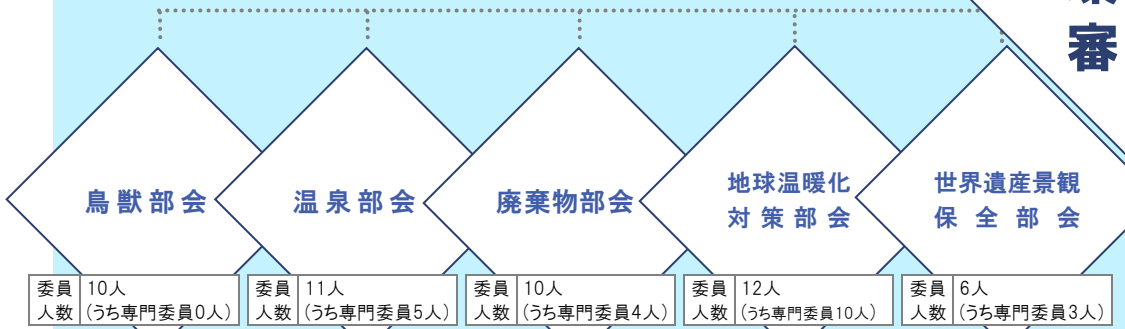 審
鳥獣部会
温泉部会
廃棄物部会
地球温暖化
対策部会
世界遺産景観
保全部会
委員人数 10人
(うち専門委員0人)
委員人数 11人
(うち専門委員5人)
委員人数 10人
(うち専門委員4人)
委員人数 12人
(うち専門委員10人)
委員人数 6人
(うち専門委員3人)